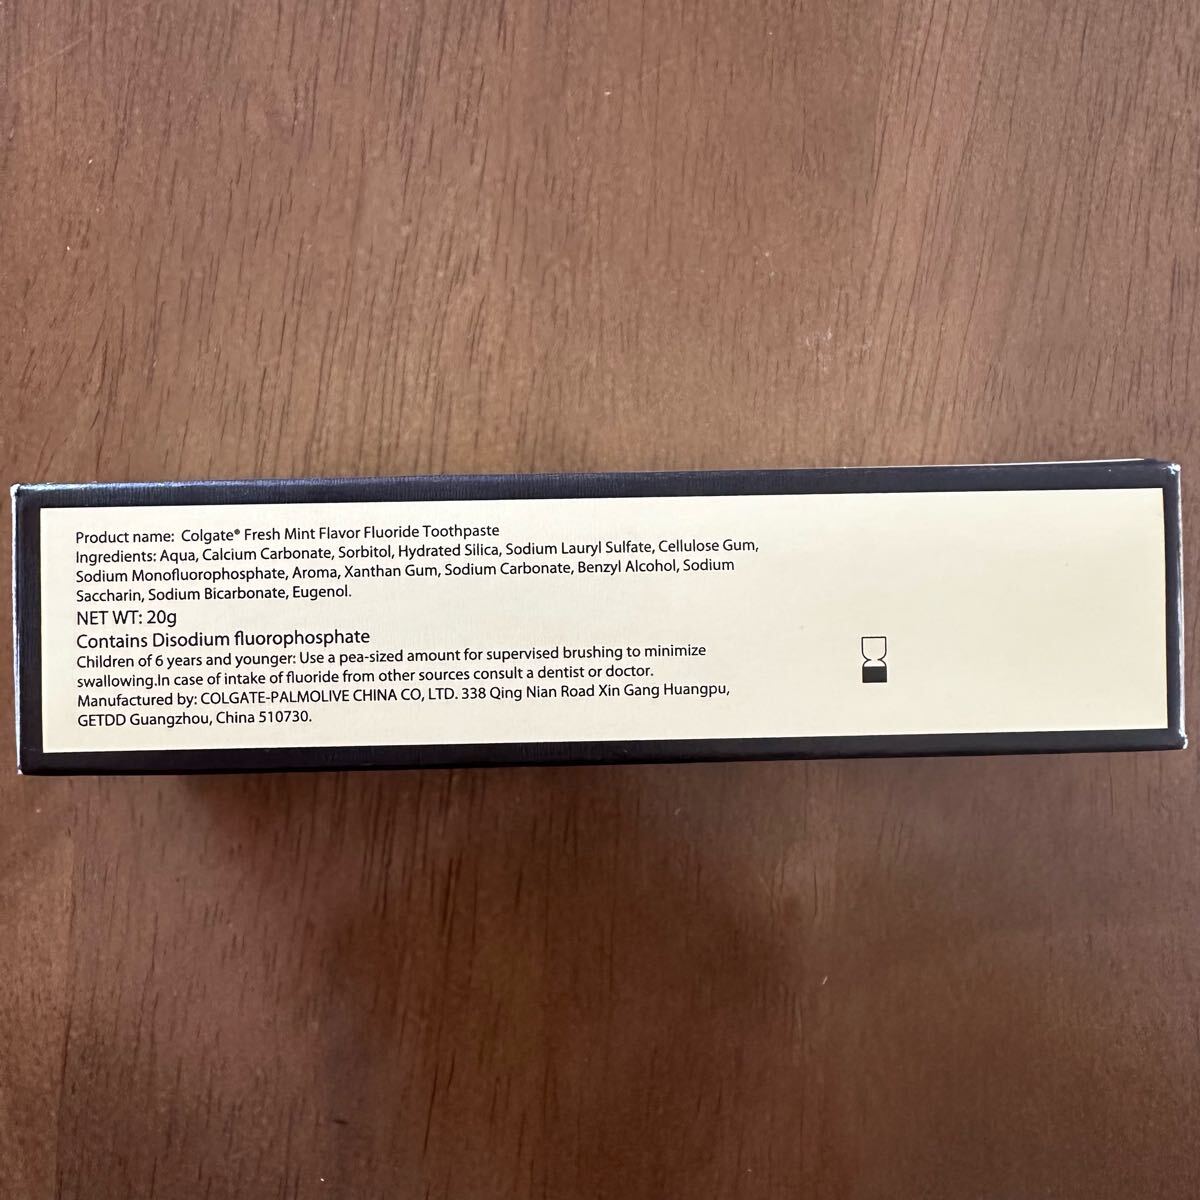 Product name: Colgate® Fresh Mint Flavor Fluoride Toothpaste
Ingredients: Aqua, Calcium Carbonate, Sorbitol, Hydrated Silica, Sodium Lauryl Sulfate, Cellulose Gum,
Sodium Monofluorophosphate, Aroma, Xanthan Gum, Sodium Carbonate, Benzyl Alcohol, Sodium
Saccharin, Sodium Bicarbonate, Eugenol.
NET WT: 20g
Contains Disodium fluorophosphate
Children of 6 years and younger: Use a pea-sized amount for supervised brushing to minimize
swallowing.In case of intake of fluoride from other sources consult a dentist or doctor.
Manufactured by: COLGATE-PALMOLIVE CHINA CO, LTD. 338 Qing Nian Road Xin Gang Huangpu,
GETDD Guangzhou, China 510730.